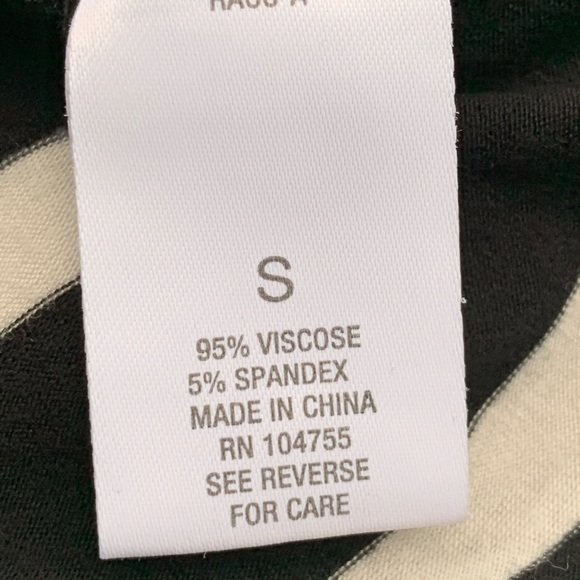 S
95% VISCOSE
5% SPANDEX
MADE IN CHINA
RN 104755
SEE REVERSE
FOR CARE